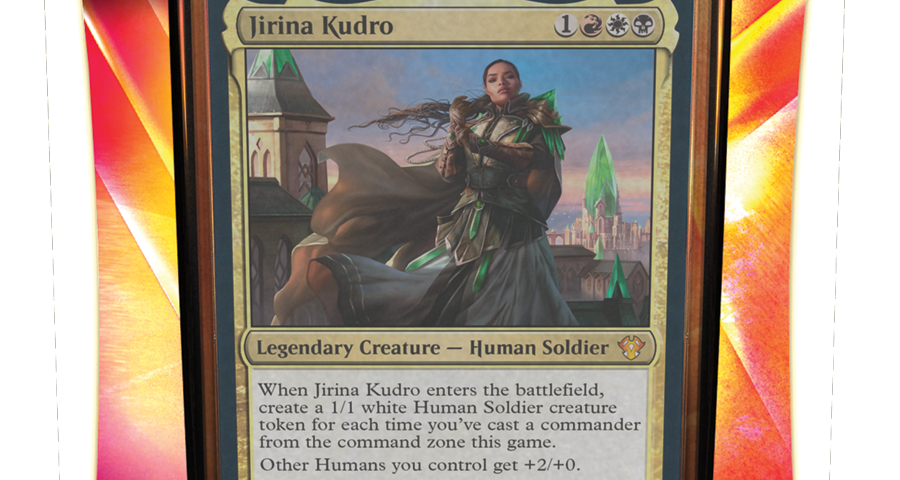 Jirina Kudro 1
Legendary Creature — Human Soldier
When Jirina Kudro enters the battlefield,
create a 1/1 white Human Soldier creature
token for each time you've cast a commander
from the command zone this game.
Other Humans you control get +2/+0.